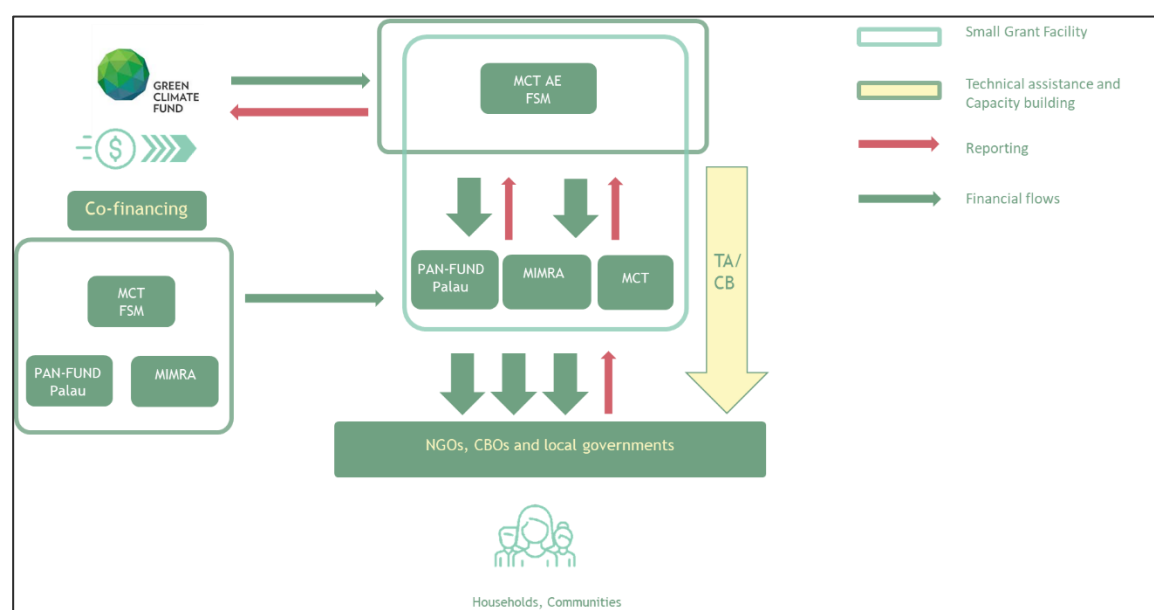 GREEN
CLIMATE
FUND
$
Co-financing
MCT
FSM
PAN-FUND
Palau
MIMRA
MCT AE
FSM
PAN-FUND
Palau
MIMRA
MCT
TA/
CB
NGOs, CBOs and local governments
Households, Communities
Small Grant Facility
Technical assistance and
Capacity building
Reporting
Financial flows